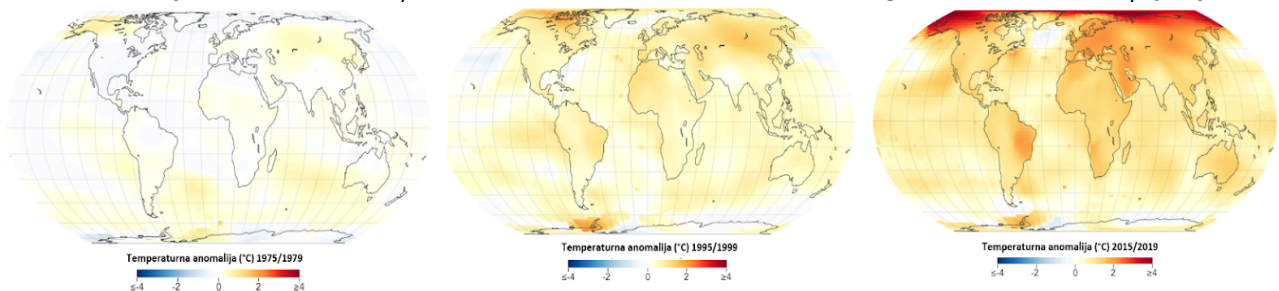 Temperaturna anomalija (°C) 1975/1979
≤-4 -2 0 2 ≥4
Temperaturna anomalija (°C) 1995/1999
≤-4 -2 0 2 ≥4
Temperaturna anomalija (°C) 2015/2019
≤-4 -2 0 2 ≥4